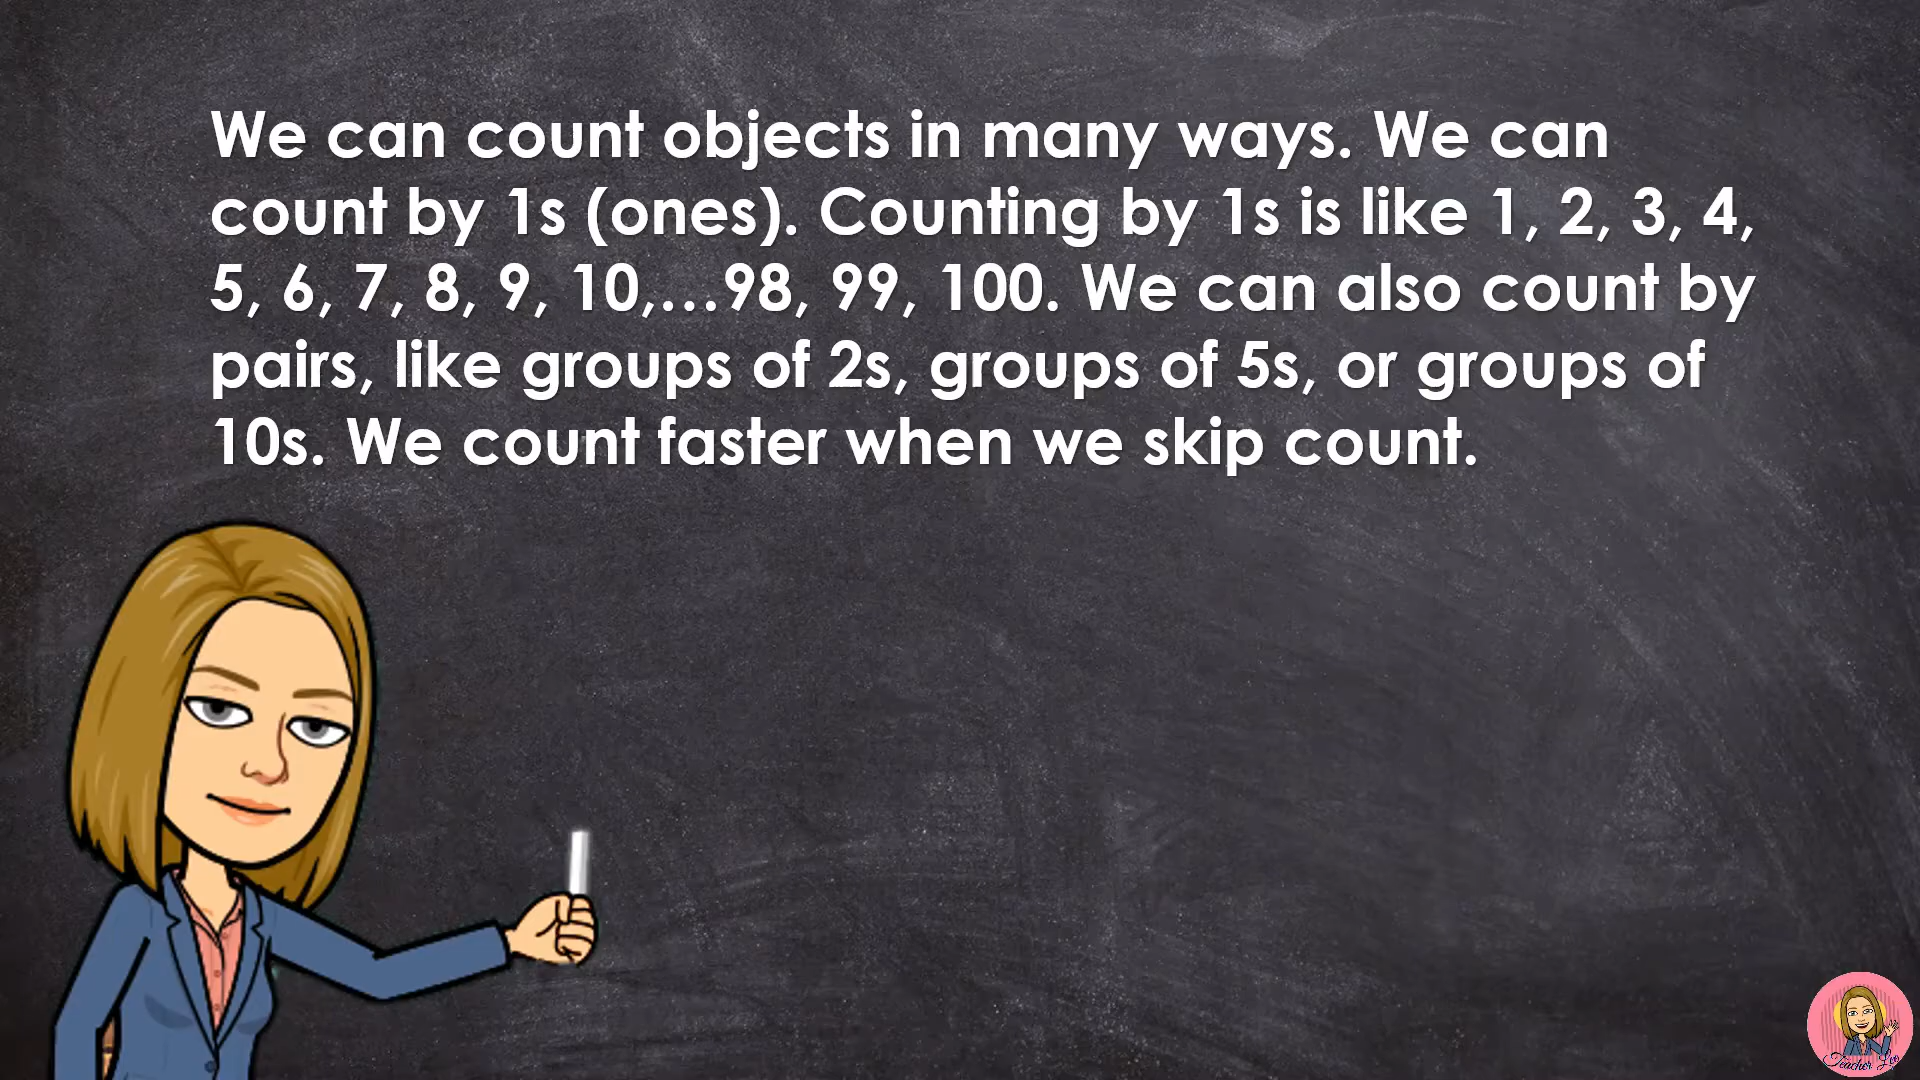 We can count objects in many ways. We can
count by 1s (ones). Counting by 1s is like 1, 2, 3, 4,
5, 6, 7, 8, 9, 10,...98, 99, 100. We can also count by
pairs, like groups of 2s, groups of 5s, or groups of
10s. We count faster when we skip count.
Teacher